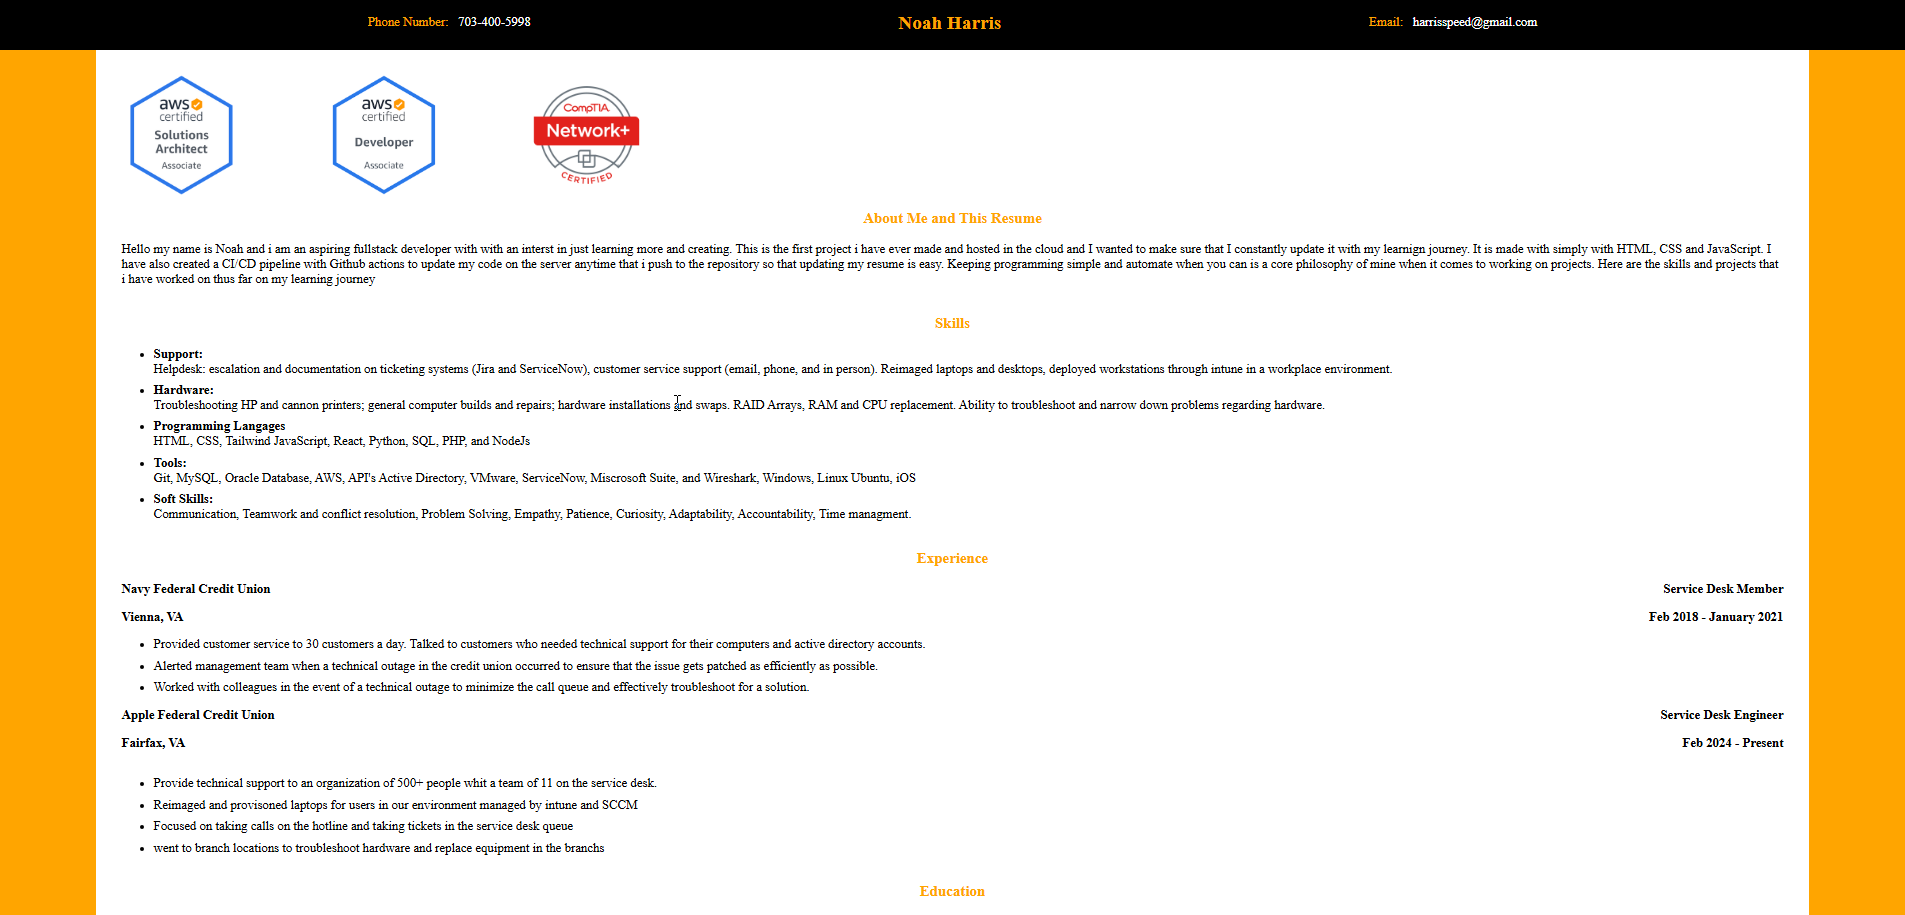 Phone Number: 703-400-5998
Noah Harris
Email: harrisspeed@gmail.com
aws
certified
Solutions
Architect
Associate
aws
certified
Developer
Associate
CompTIA
Network+
CERTIFIED
About Me and This Resume
Hello my name is Noah and i am an aspiring fullstack developer with with an interst in just learning more and creating. This is the first project i have ever made and hosted in the cloud and I wanted to make sure that I constantly update it with my learnign journey. It is made with simply with HTML, CSS and JavaScript. I
have also created a CI/CD pipeline with Github actions to update my code on the server anytime that i push to the repository so that updating my resume is easy. Keeping programming simple and automate when you can is a core philosophy of mine when it comes to working on projects. Here are the skills and projects that
i have worked on thus far on my learning journey
Skills
• Support:
Helpdesk: escalation and documentation on ticketing systems (Jira and ServiceNow), customer service support (email, phone, and in person). Reimaged laptops and desktops, deployed workstations through intune in a workplace environment.
• Hardware:
Troubleshooting HP and cannon printers; general computer builds and repairs; hardware installations and swaps. RAID Arrays, RAM and CPU replacement. Ability to troubleshoot and narrow down problems regarding hardware.
• Programming Langages
HTML, CSS, Tailwind JavaScript, React, Python, SQL, PHP, and NodeJs
• Tools:
Git, MySQL, Oracle Database, AWS, API's Active Directory, VMware, ServiceNow, Miscrosoft Suite, and Wireshark, Windows, Linux Ubuntu, iOS
• Soft Skills:
Communication, Teamwork and conflict resolution, Problem Solving, Empathy, Patience, Curiosity, Adaptability, Accountability, Time managment.
Experience
Navy Federal Credit Union Service Desk Member
Vienna, VA Feb 2018 - January 2021
• Provided customer service to 30 customers a day. Talked to customers who needed technical support for their computers and active directory accounts.
• Alerted management team when a technical outage in the credit union occurred to ensure that the issue gets patched as efficiently as possible.
• Worked with colleagues in the event of a technical outage to minimize the call queue and effectively troubleshoot for a solution.
Apple Federal Credit Union Service Desk Engineer
Fairfax, VA Feb 2024 - Present
• Provide technical support to an organization of 500+ people whit a team of 11 on the service desk.
• Reimaged and provisoned laptops for users in our environment managed by intune and SCCM
• Focused on taking calls on the hotline and taking tickets in the service desk queue
• went to branch locations to troubleshoot hardware and replace equipment in the branchs
Education